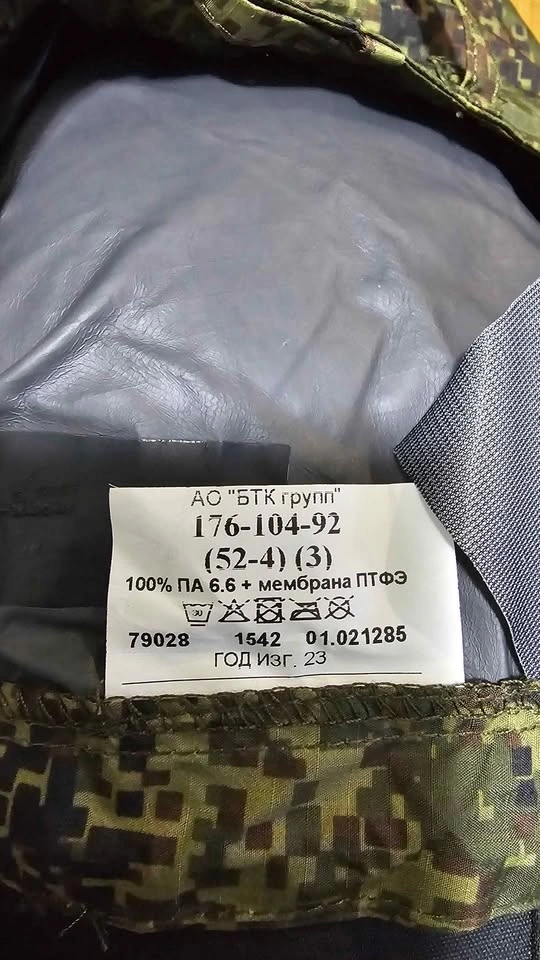 АО "БТК групп"
176-104-92
(52-4) (3)
100% ПА 6.6 + мембрана ПТФЭ
30
79028 1542 01.021285
ГОД Изг. 23